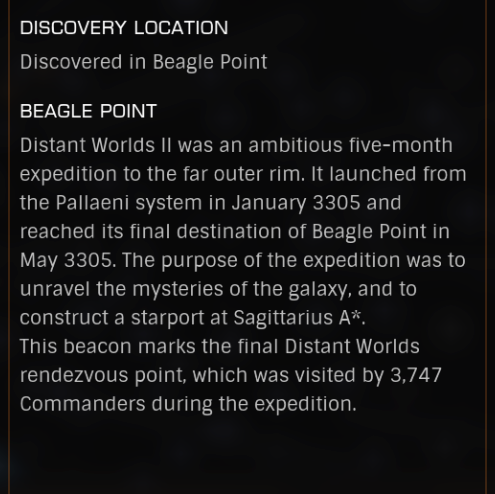 DISCOVERY LOCATION
Discovered in Beagle Point
BEAGLE POINT
Distant Worlds II was an ambitious five-month
expedition to the far outer rim. It launched from
the Pallaeni system in January 3305 and
reached its final destination of Beagle Point in
May 3305. The purpose of the expedition was to
unravel the mysteries of the galaxy, and to
construct a starport at Sagittarius A*.
This beacon marks the final Distant Worlds
rendezvous point, which was visited by 3,747
Commanders during the expedition.